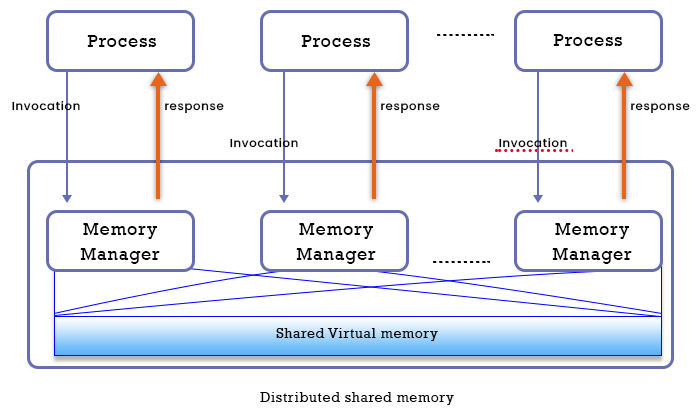 Process
Process
Process
Invocation
response
response
response
Invocation
Invocation
Memory
Manager
Memory
Manager
Memory
Manager
Shared Virtual memory
Distributed shared memory